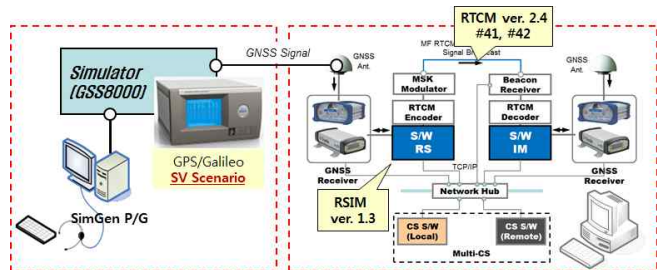 Simulator
(GSS8000)
GPS/Galileo
SV Scenario
SimGen P/G
GNSS Signal
RTCM ver. 2.4
#41, #42
MF RTCM
Signal Broadcast
GNSS
Ant.
MSK
Modulator
Beacon
Receiver
GNSS
Ant.
RTCM
Encoder
RTCM
Decoder
S/W
RS
S/W
IM
GNSS
Receiver
TCP/IP
GNSS
Receiver
Network Hub
RSIM
ver. 1.3
CS S/W
(Local)
CS S/W
(Remote)
Multi-CS